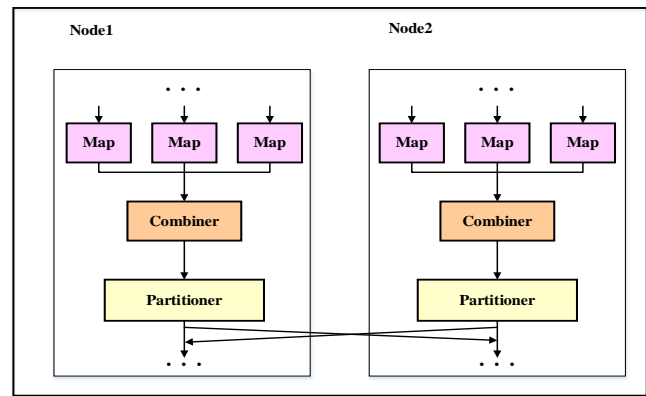 Node1 Node2
. . . . . .
Map Map Map Map Map Map
Combiner Combiner
Partitioner Partitioner
. . . . . .